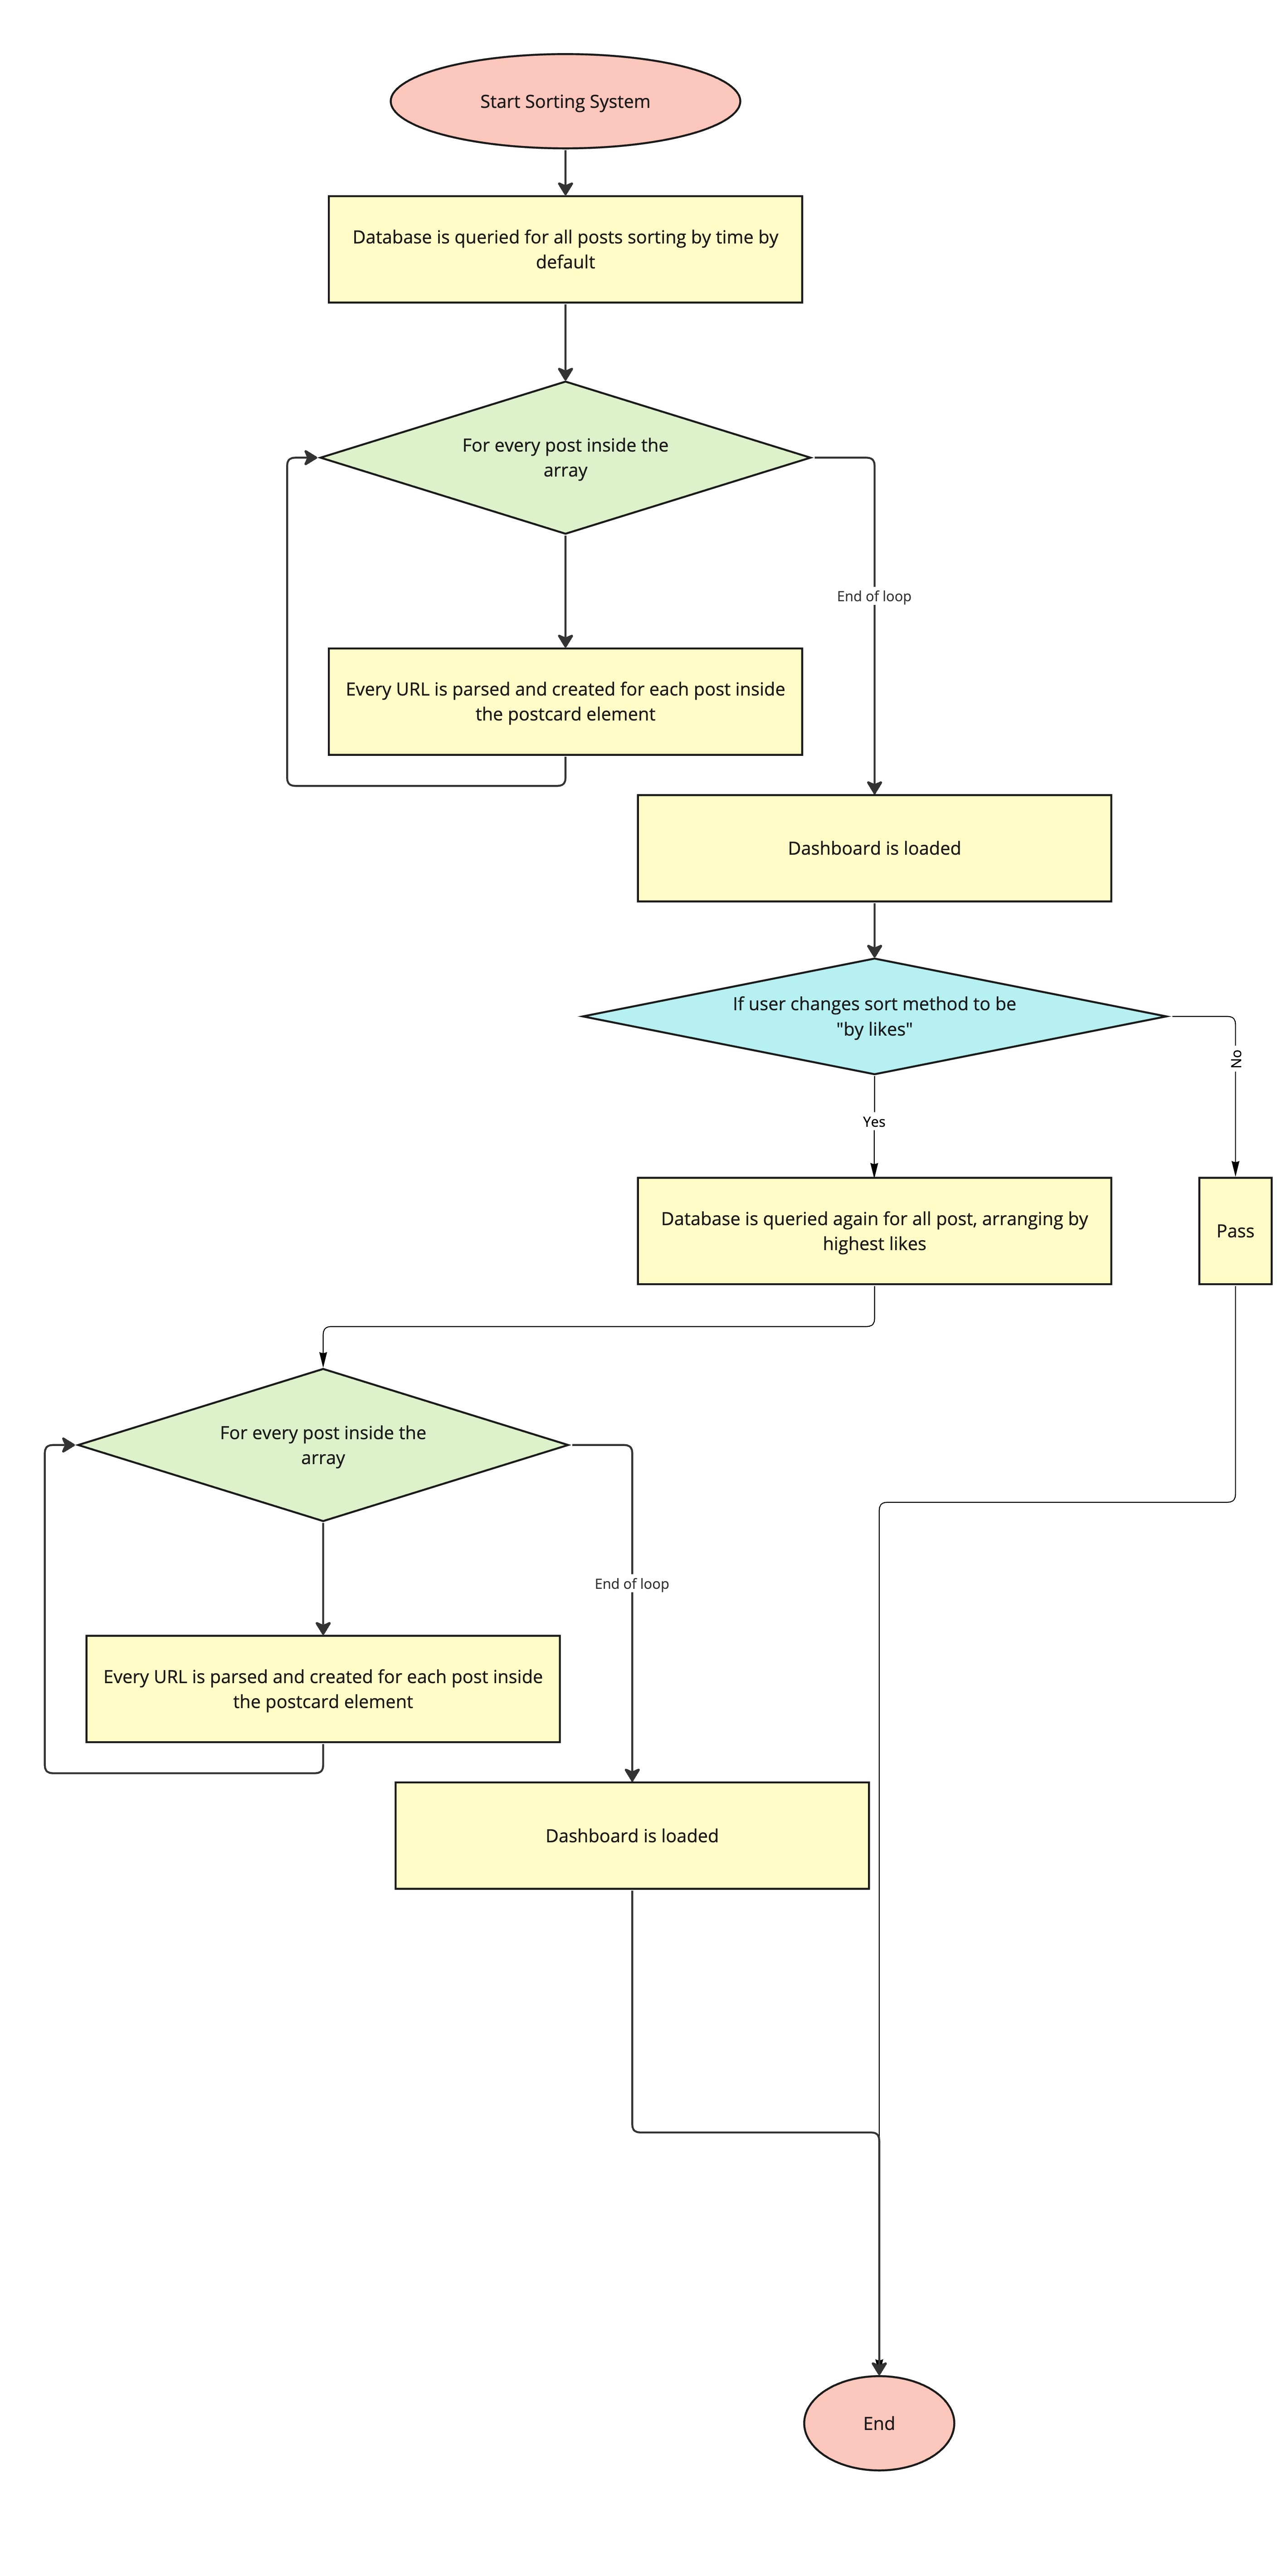 Start Sorting System
Database is queried for all posts sorting by time by
default
For every post inside the
array
End of loop
Every URL is parsed and created for each post inside
the postcard element
Dashboard is loaded
If user changes sort method to be
"by likes"
No
Yes
Database is queried again for all post, arranging by
highest likes
Pass
For every post inside the
array
End of loop
Every URL is parsed and created for each post inside
the postcard element
Dashboard is loaded
End